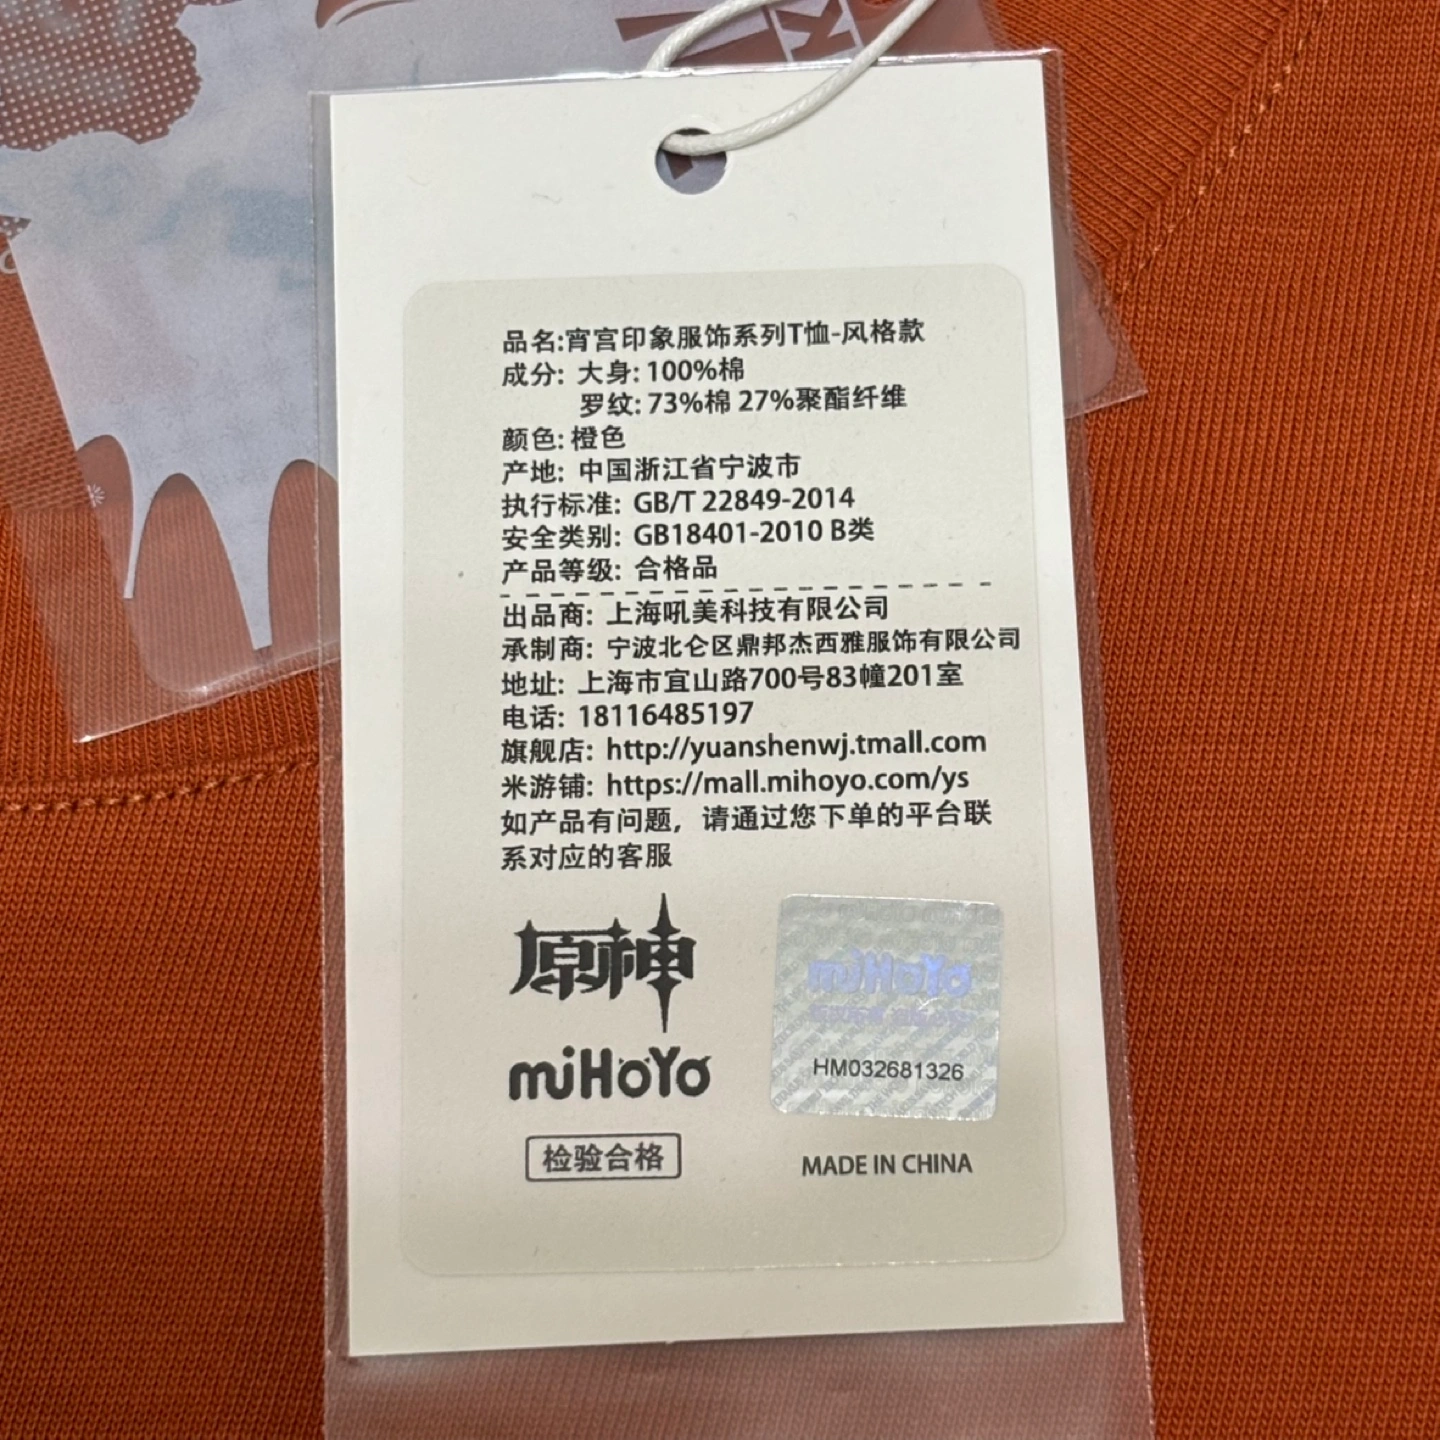 K
品名:宵宫印象服饰系列T恤-风格款
成分: 大身: 100%棉
罗纹: 73%棉 27%聚酯纤维
颜色: 橙色
产地: 中国浙江省宁波市
执行标准: GB/T 22849-2014
安全类别: GB18401-2010 B类
产品等级: 合格品
出品商: 上海吼美科技有限公司
承制商: 宁波北仑区鼎邦杰西雅服饰有限公司
地址: 上海市宜山路700号83幢201室
电话: 18116485197
旗舰店: http://yuanshenwj.tmall.com
米游铺: https://mall.mihoyo.com/ys
如产品有问题，请通过您下单的平台联
系对应的客服
原神
miHoYo
miHoYo
HM032681326
检验合格
MADE IN CHINA